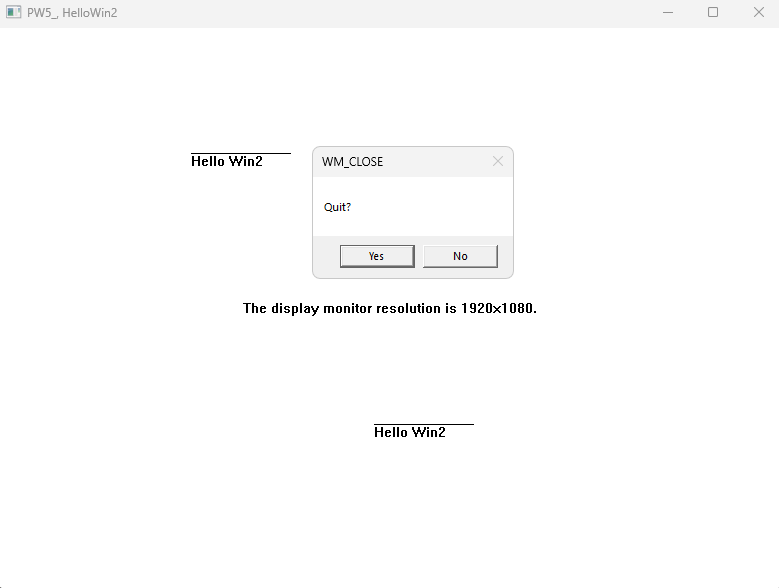 PW5_, HelloWin2
Hello Win2
WM_CLOSE
Quit?
Yes
No
The display monitor resolution is 1920x1080.
Hello Win2